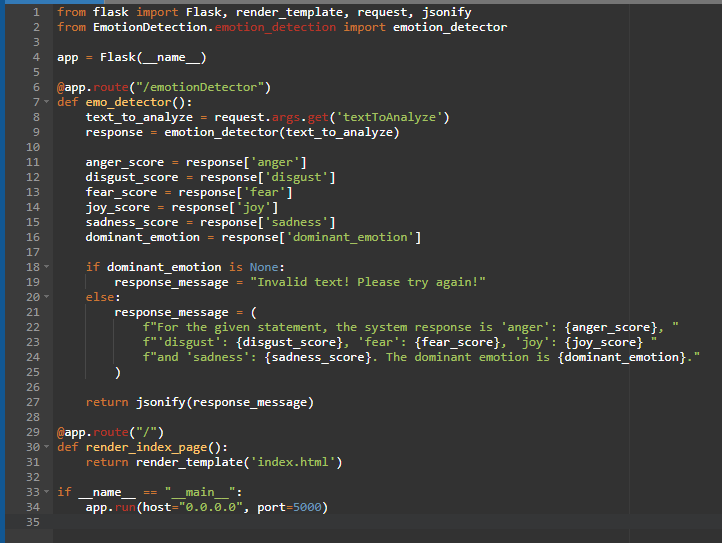 1 from flask import Flask, render_template, request, jsonify
2 from EmotionDetection.emotion_detection import emotion_detector
3
4 app = Flask(__name__)
5
6 @app.route("/emotionDetector")
7 def emo_detector():
8     text_to_analyze = request.args.get('textToAnalyze')
9     response = emotion_detector(text_to_analyze)
10
11     anger_score = response['anger']
12     disgust_score = response['disgust']
13     fear_score = response['fear']
14     joy_score = response['joy']
15     sadness_score = response['sadness']
16     dominant_emotion = response['dominant_emotion']
17
18     if dominant_emotion is None:
19         response_message = "Invalid text! Please try again!"
20     else:
21         response_message = (
22             f"For the given statement, the system response is 'anger': {anger_score}, "
23             f"'disgust': {disgust_score}, 'fear': {fear_score}, 'joy': {joy_score} "
24             f"and 'sadness': {sadness_score}. The dominant emotion is {dominant_emotion}."
25         )
26
27     return jsonify(response_message)
28
29 @app.route("/")
30 def render_index_page():
31     return render_template('index.html')
32
33 if __name__ == "__main__":
34     app.run(host="0.0.0.0", port=5000)
35